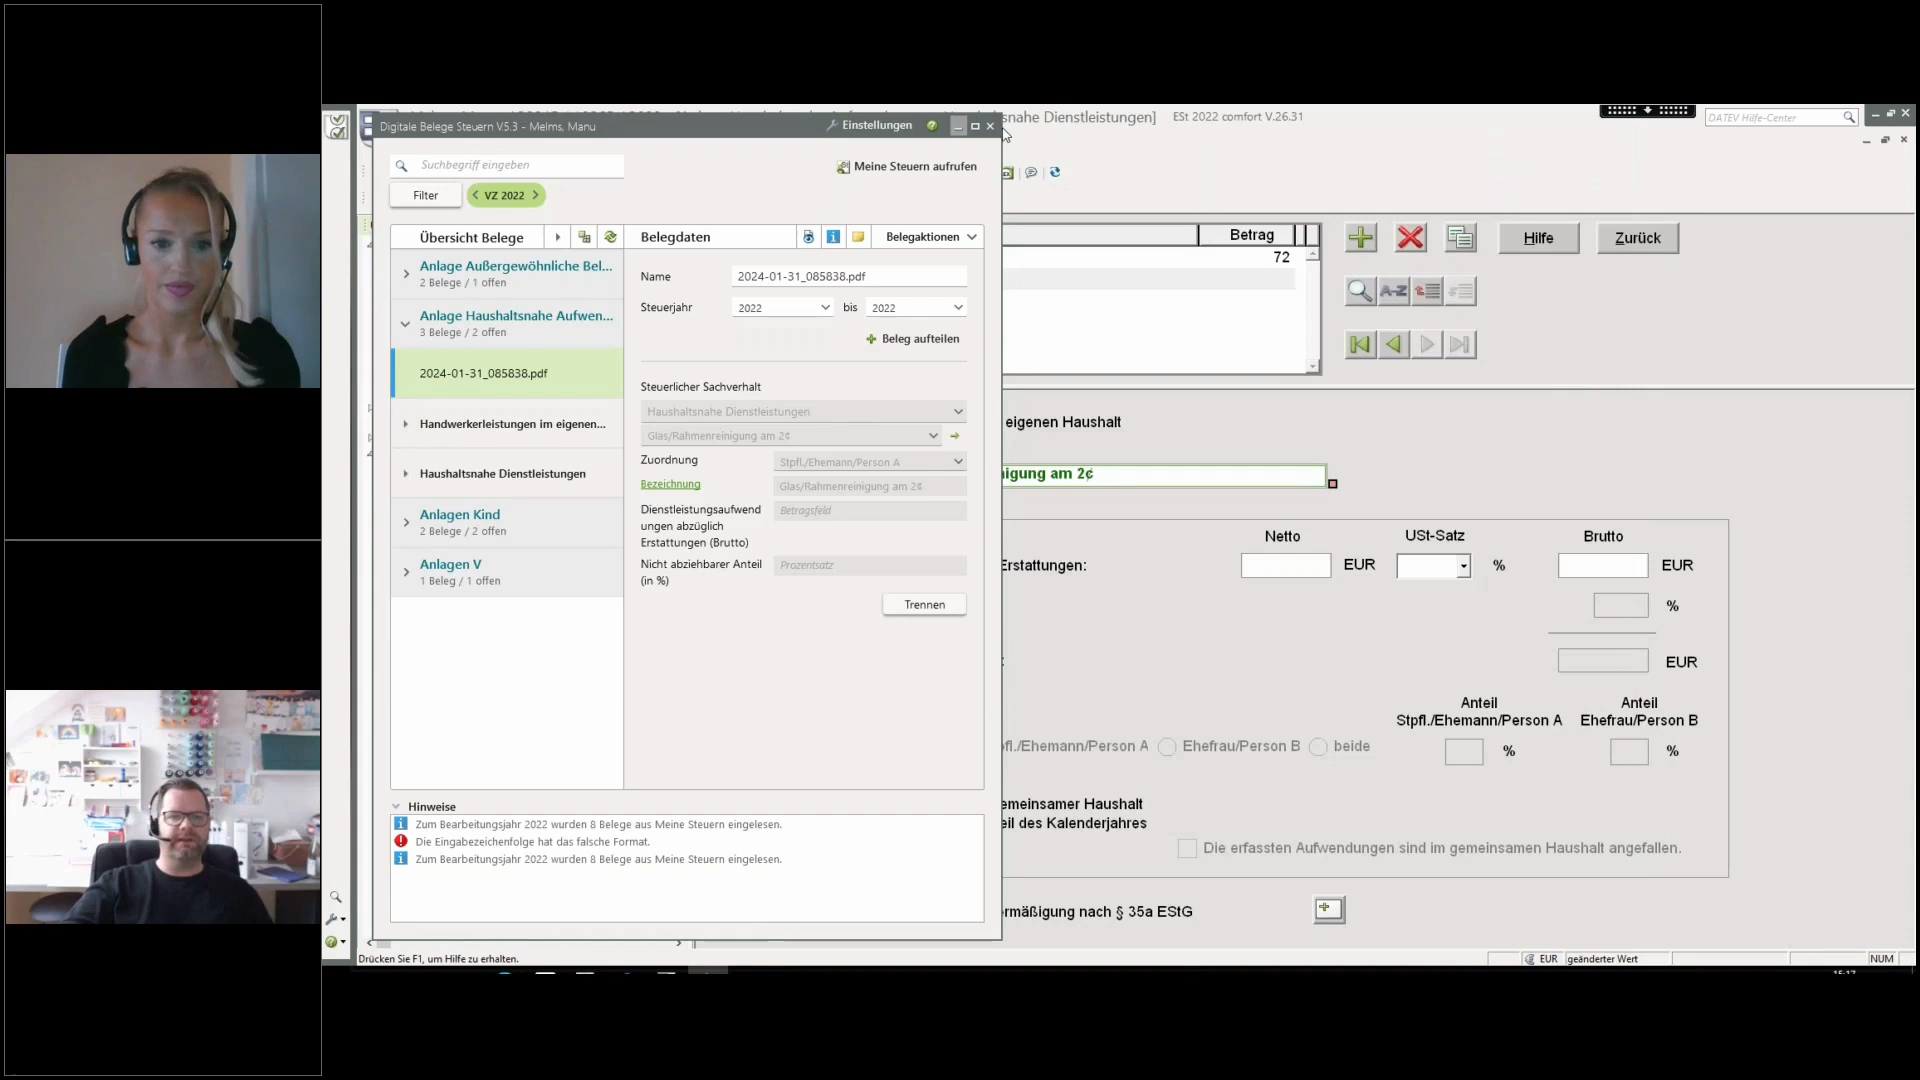 Digitale Belege Steuern V5.3 - Melms, Manu
Einstellungen
snahe Dienstleistungen]
ESt 2022 comfort V.26.31
DATEV Hilfe-Center
Suchbegriff eingeben
Meine Steuern aufrufen
Filter
VZ 2022
Übersicht Belege
Belegdaten
Belegaktionen
Anlage Außergewöhnliche Bel...
2 Belege / 1 offen
Anlage Haushaltsnahe Aufwen...
3 Belege / 2 offen
2024-01-31_085838.pdf
Handwerkerleistungen im eigenen...
Haushaltsnahe Dienstleistungen
Anlagen Kind
2 Belege / 2 offen
Anlagen V
1 Beleg / 1 offen
Name
2024-01-31_085838.pdf
Steuerjahr
2022
bis
2022
Beleg aufteilen
Steuerlicher Sachverhalt
Haushaltsnahe Dienstleistungen
Glas/Rahmenreinigung am 2¢
Zuordnung
Stpfl./Ehemann/Person A
Bezeichnung
Glas/Rahmenreinigung am 2¢
Dienstleistungsaufwend
ungen abzüglich
Erstattungen (Brutto)
Betragsfeld
Nicht abziehbarer Anteil
(in %)
Prozentsatz
Trennen
Hinweise
Zum Bearbeitungsjahr 2022 wurden 8 Belege aus Meine Steuern eingelesen.
Die Eingabezeichenfolge hat das falsche Format.
Zum Bearbeitungsjahr 2022 wurden 8 Belege aus Meine Steuern eingelesen.
Betrag
72
Hilfe
Zurück
A-Z
eigenen Haushalt
nigung am 2¢
Netto
USt-Satz
Brutto
Erstattungen:
EUR
%
EUR
%
EUR
Anteil
Stpfl./Ehemann/Person A
Anteil
Ehefrau/Person B
pfl./Ehemann/Person A
Ehefrau/Person B
beide
%
%
emeinsamer Haushalt
eil des Kalenderjahres
Die erfassten Aufwendungen sind im gemeinsamen Haushalt angefallen.
ermäßigung nach § 35a EStG
Drücken Sie F1, um Hilfe zu erhalten.
EUR
geänderter Wert
NUM